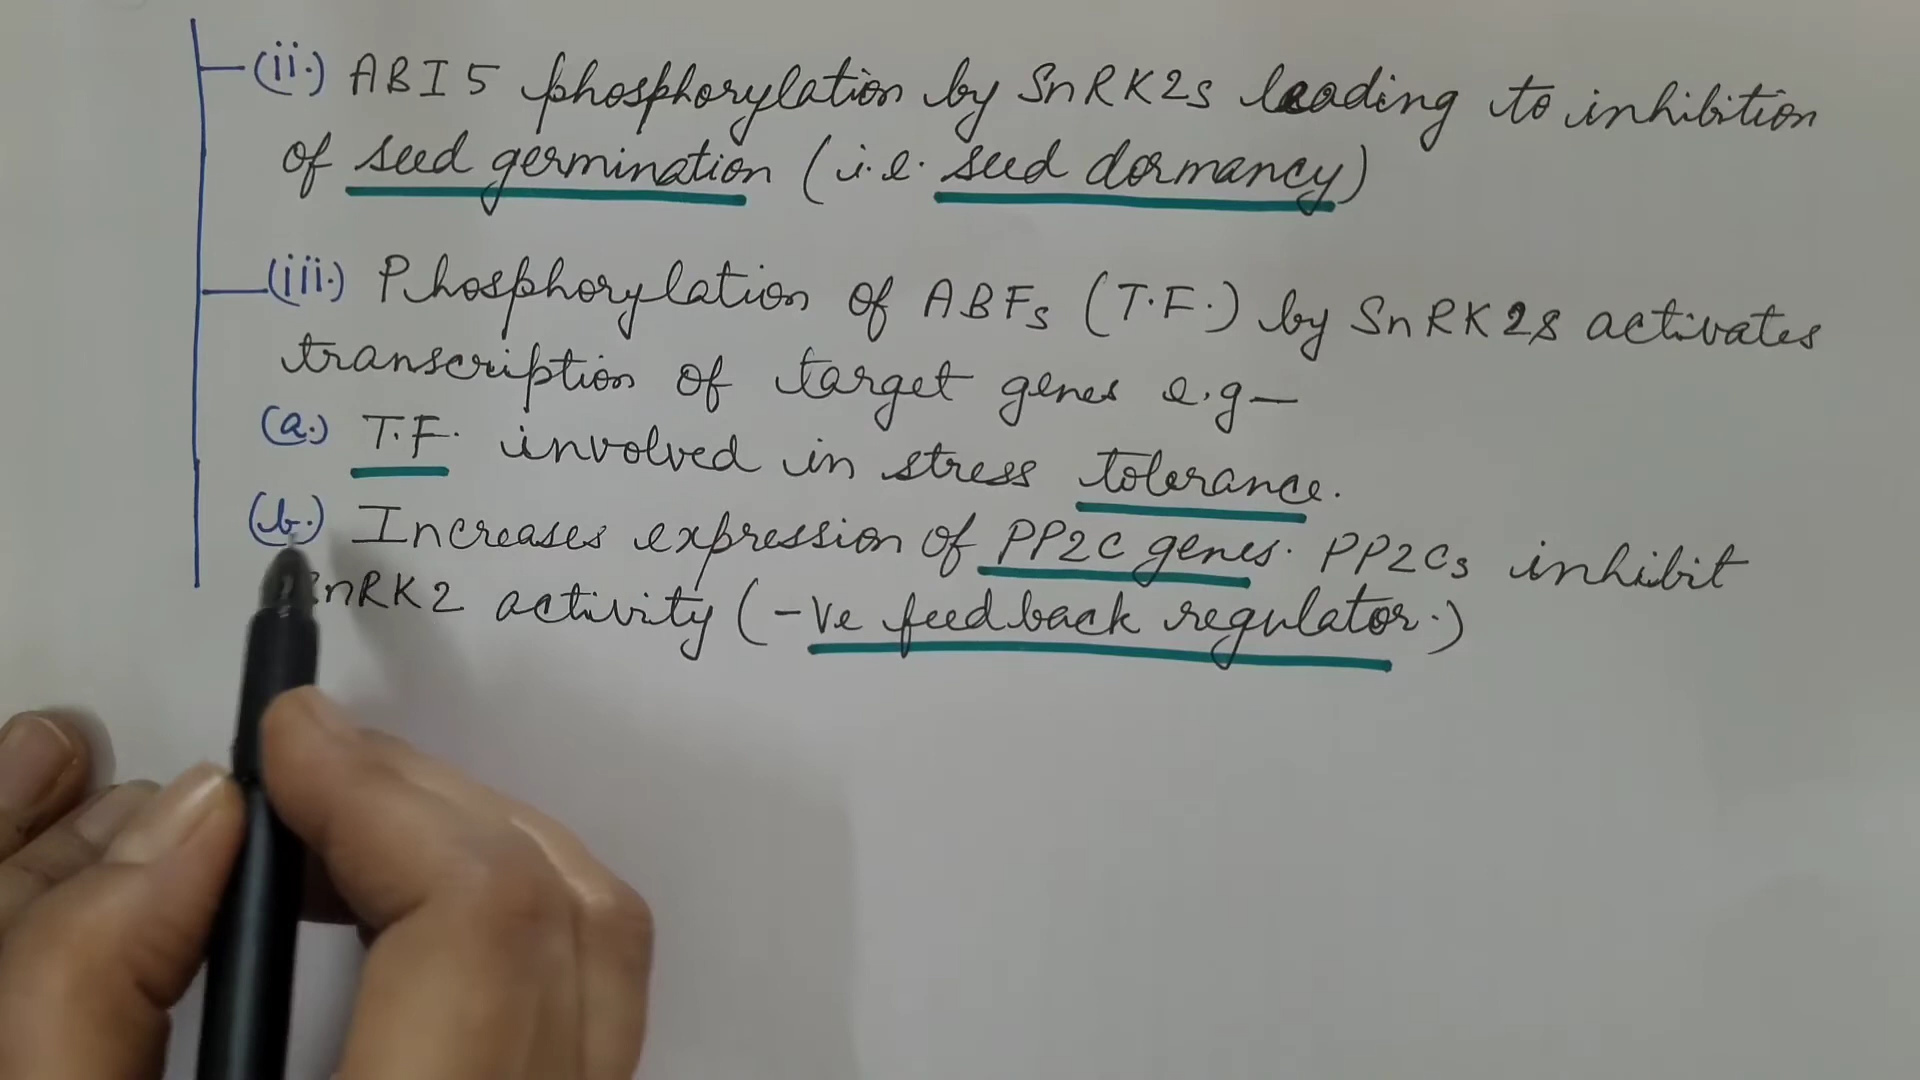 (ii.) ABI5 phosphorylation by SnRK2s leading to inhibition
of seed germination (i.e. seed dormancy)
(iii.) Phosphorylation of ABFs (T.F.) by SnRK2s activates
transcription of target genes e.g—
(a.) T.F. involved in stress tolerance.
(b.) Increases expression of PP2C genes. PP2Cs inhibit
SnRK2 activity (-ve feedback regulator.)